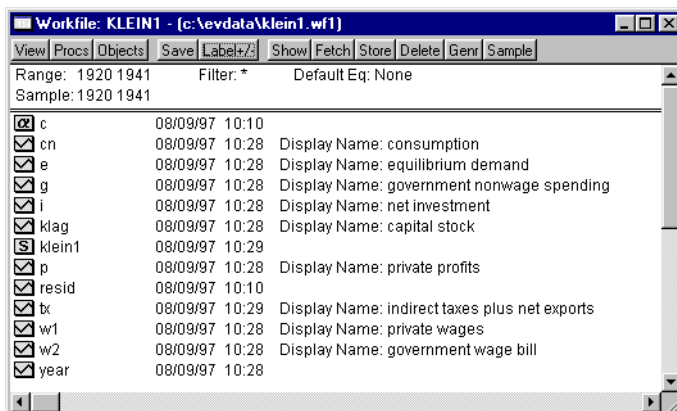 Workfile: KLEIN1 - (c:\evdata\klein1.wf1)
View Procs Objects Save Label+/- Show Fetch Store Delete Genr Sample
Range: 1920 1941 Filter: * Default Eq: None
Sample: 1920 1941
α c 08/09/97 10:10
cn 08/09/97 10:28 Display Name: consumption
e 08/09/97 10:28 Display Name: equilibrium demand
g 08/09/97 10:28 Display Name: government nonwage spending
i 08/09/97 10:28 Display Name: net investment
klag 08/09/97 10:28 Display Name: capital stock
S klein1 08/09/97 10:29
p 08/09/97 10:28 Display Name: private profits
resid 08/09/97 10:10
tx 08/09/97 10:29 Display Name: indirect taxes plus net exports
w1 08/09/97 10:28 Display Name: private wages
w2 08/09/97 10:28 Display Name: government wage bill
year 08/09/97 10:28